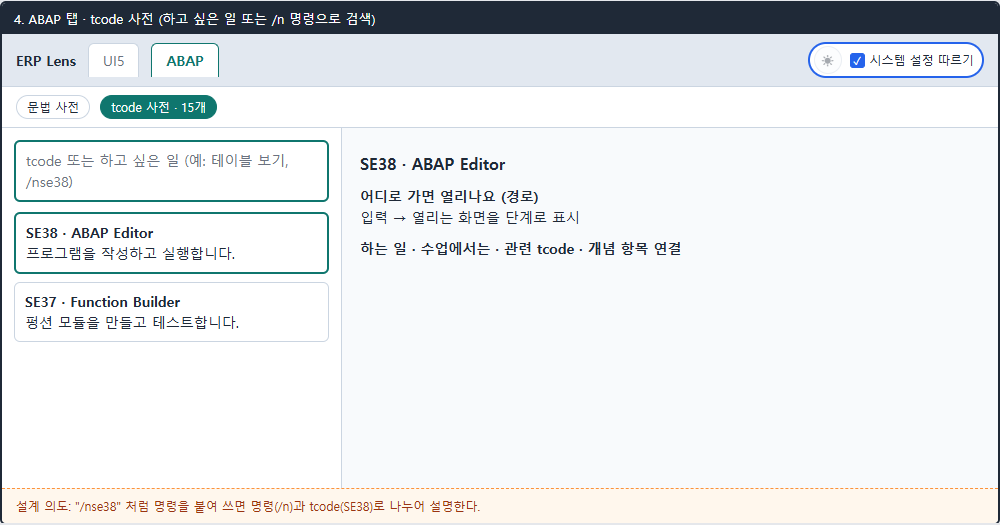 4. ABAP 탭 · tcode 사전 (하고 싶은 일 또는 /n 명령으로 검색)
ERP Lens UI5 ABAP 시스템 설정 따르기
문법 사전 tcode 사전 · 15개
tcode 또는 하고 싶은 일 (예: 테이블 보기,
/nse38)
SE38 · ABAP Editor
프로그램을 작성하고 실행합니다.
SE37 · Function Builder
펑션 모듈을 만들고 테스트합니다.
SE38 · ABAP Editor
어디로 가면 열리나요 (경로)
입력 → 열리는 화면을 단계로 표시
하는 일 · 수업에서는 · 관련 tcode · 개념 항목 연결
설계 의도: "/nse38" 처럼 명령을 붙여 쓰면 명령(/n)과 tcode(SE38)로 나누어 설명한다.